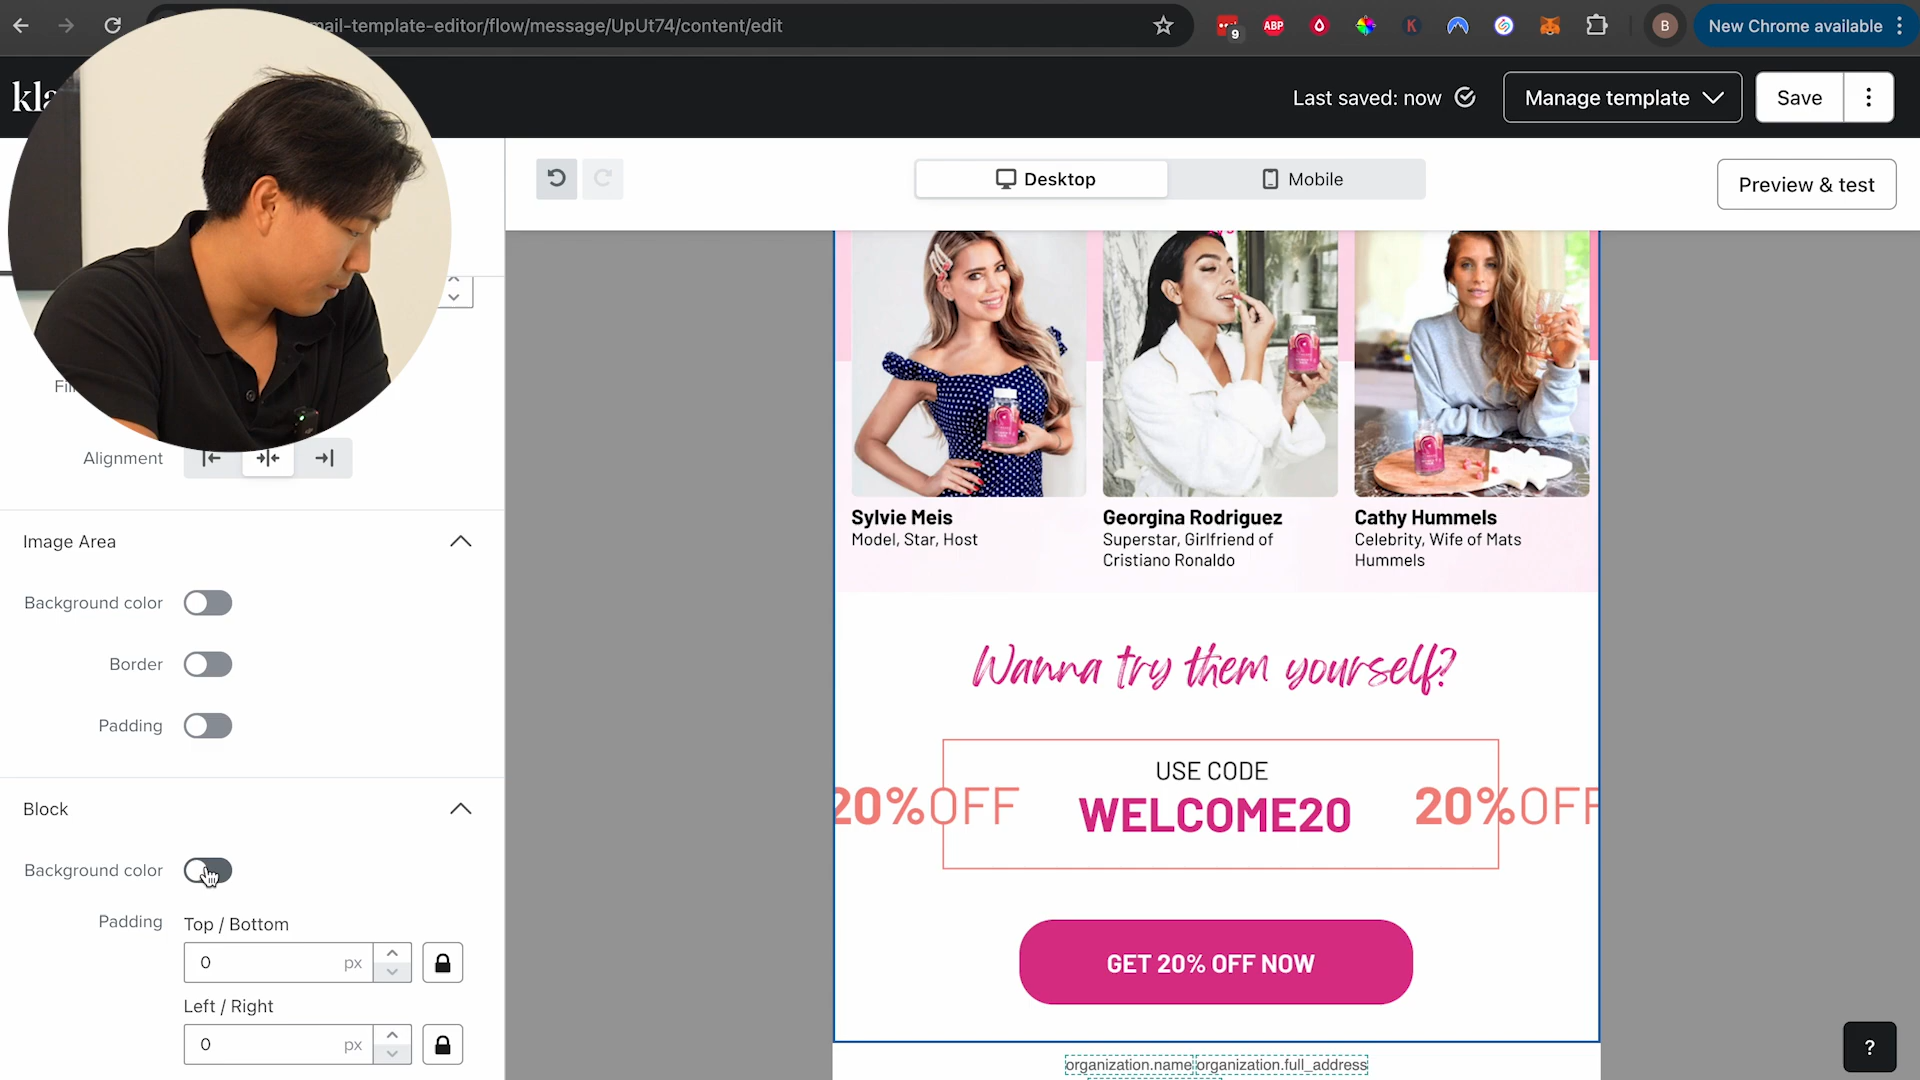 mail-template-editor/flow/message/UpUt74/content/edit
9
ABP
K
B
New Chrome available
kla
Last saved: now
Manage template
Save
Desktop
Mobile
Preview & test
Alignment
Image Area
Background color
Border
Padding
Block
Background color
Padding
Top / Bottom
0 px
Left / Right
0 px
Sylvie Meis
Model, Star, Host
Georgina Rodriguez
Superstar, Girlfriend of
Cristiano Ronaldo
Cathy Hummels
Celebrity, Wife of Mats
Hummels
Wanna try them yourself?
USE CODE
20%OFF
WELCOME20
20%OFF
GET 20% OFF NOW
organization.name organization.full_address
?